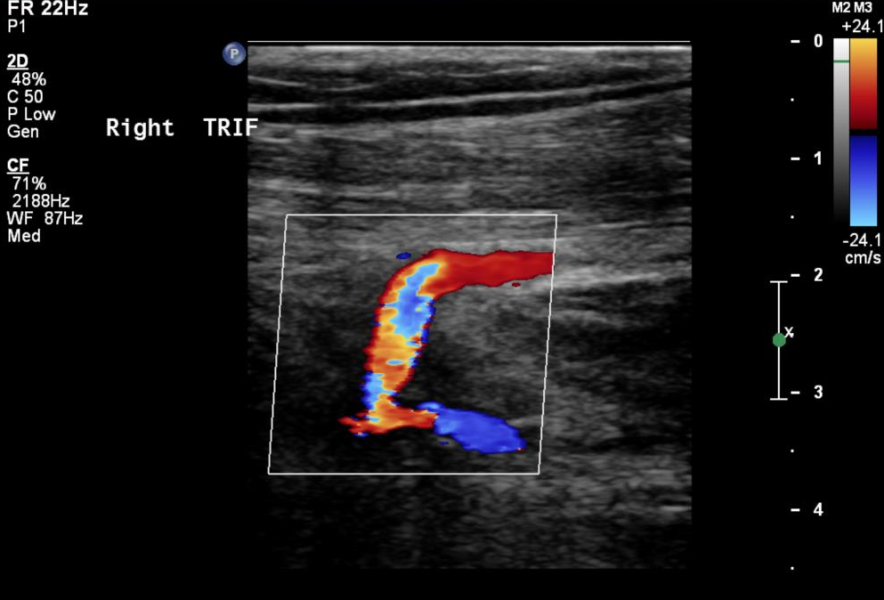 FR 22Hz
P1
2D
48%
C 50
P Low
Gen
CF
71%
2188Hz
WF 87Hz
Med
P
Right TRIF
M2 M3
+24.1
-24.1
cm/s
0
1
2
x
3
4